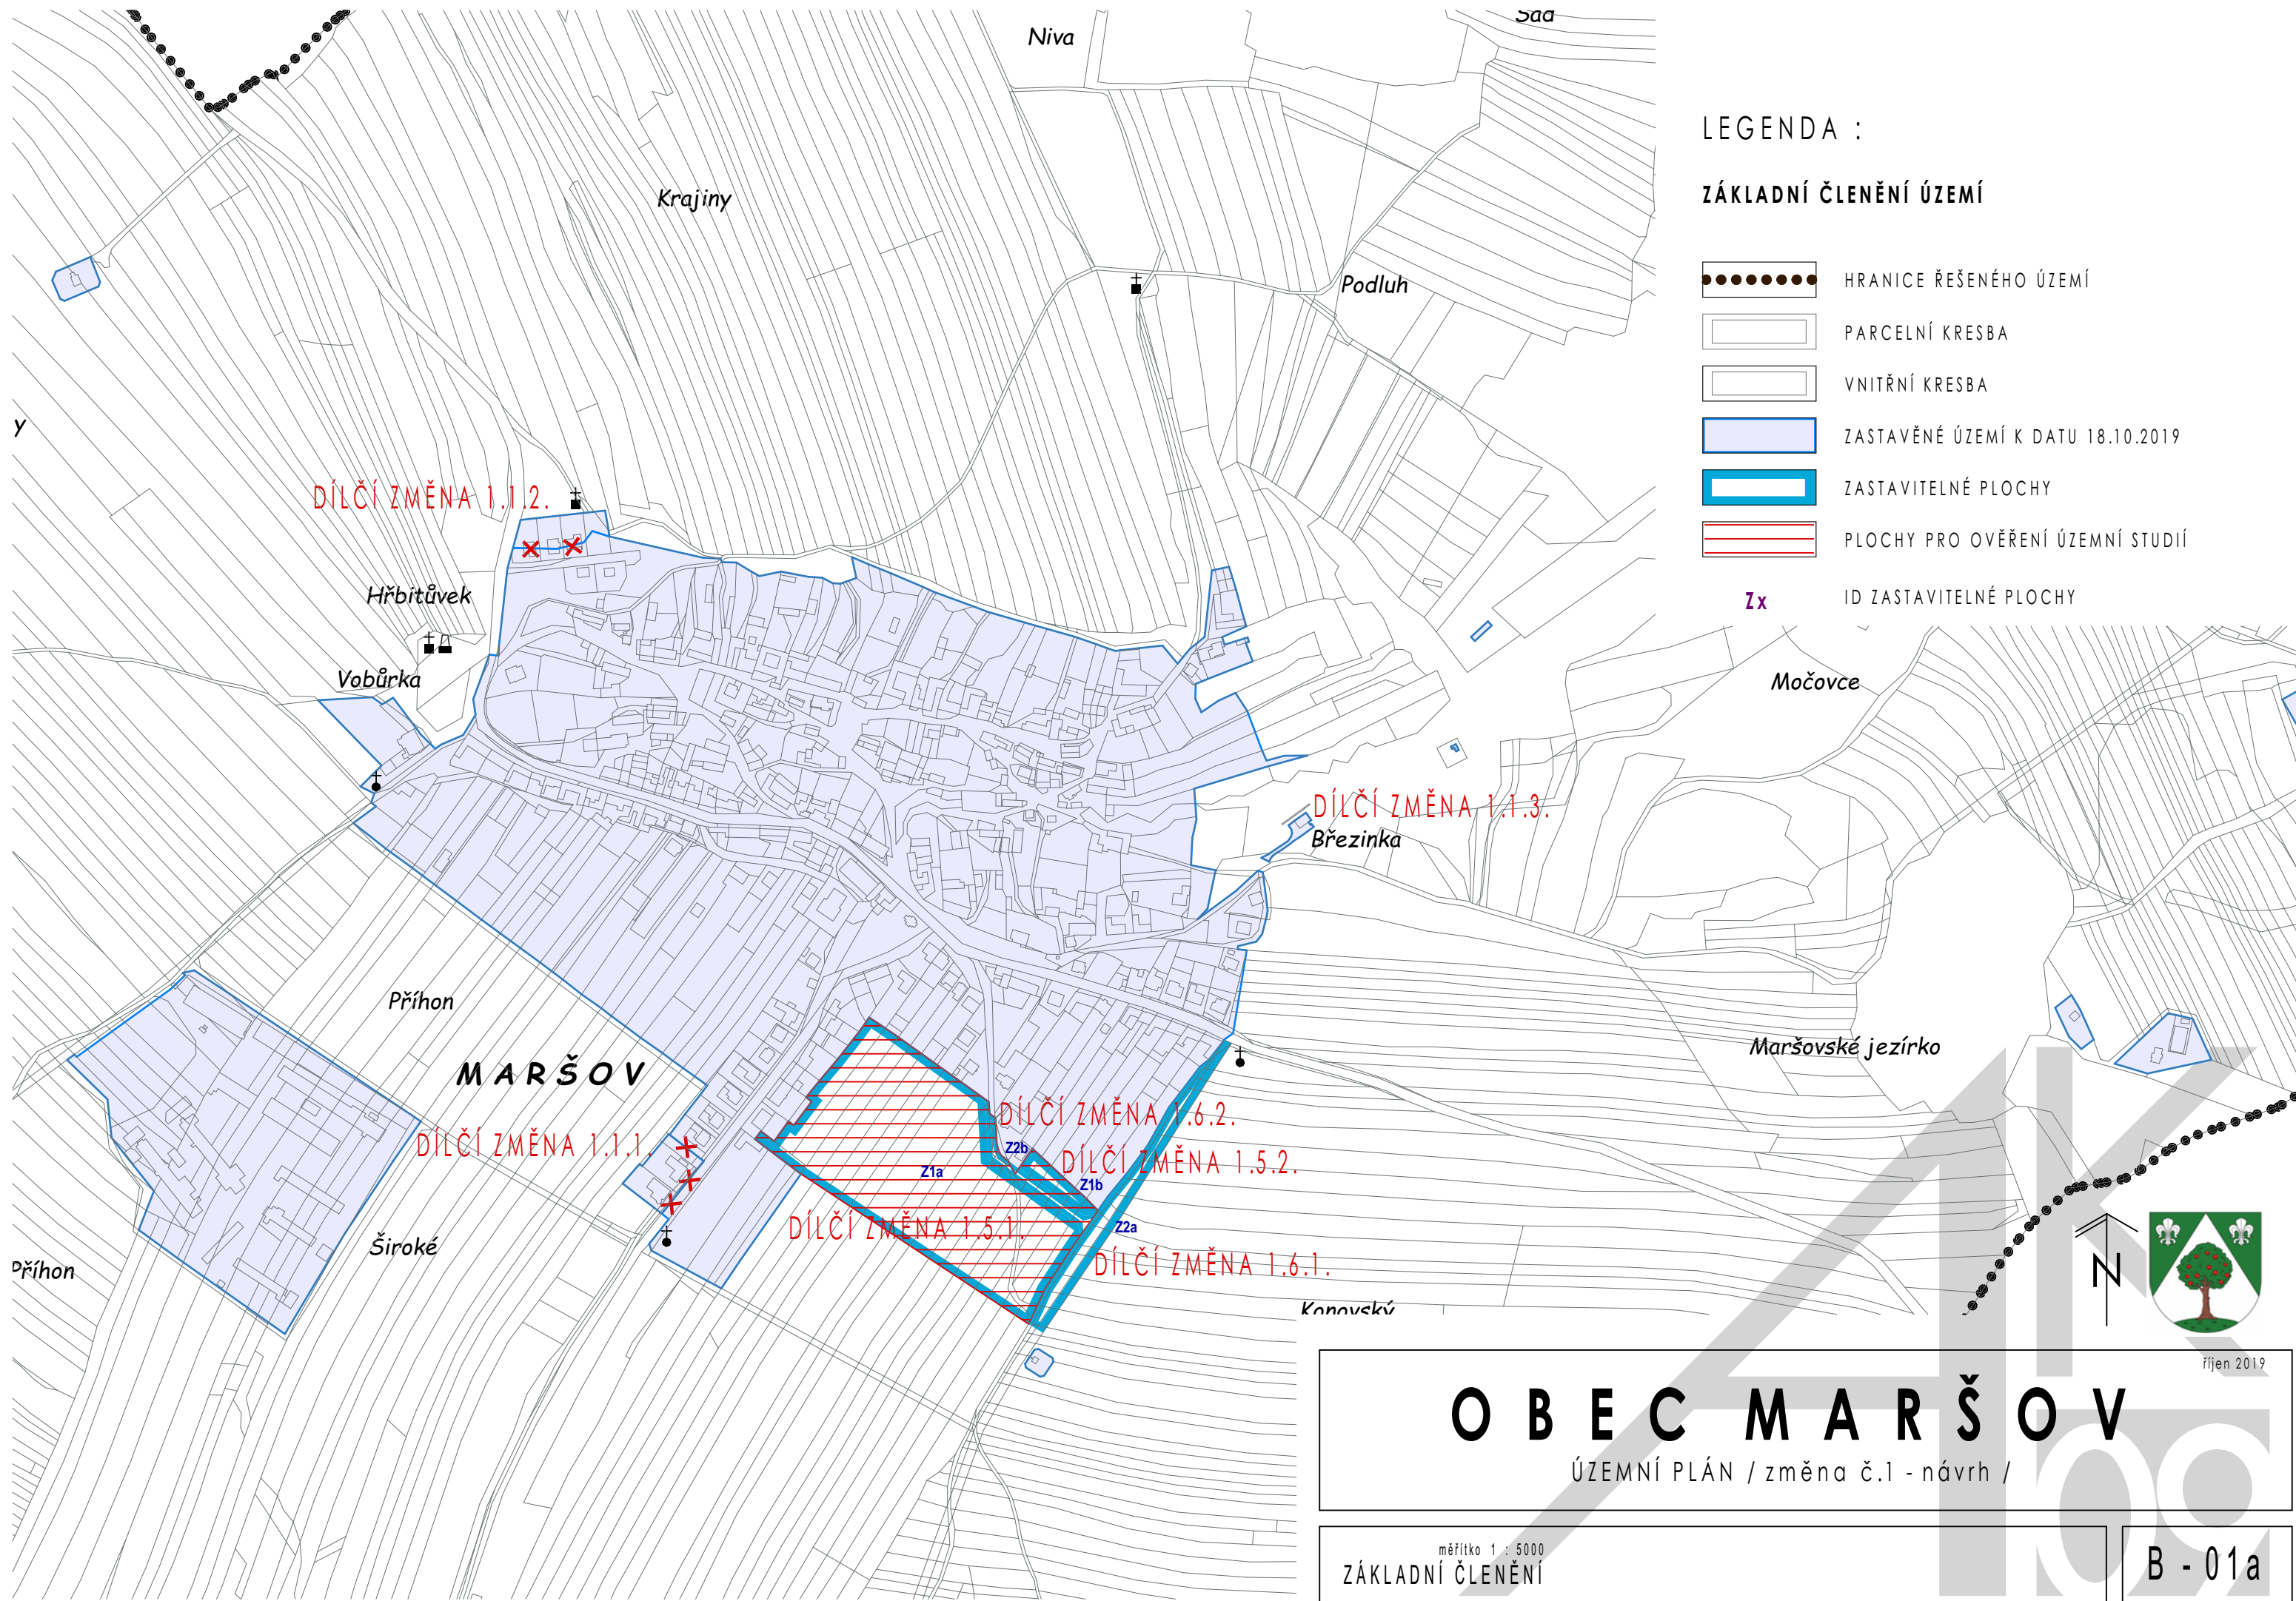 Niva
Sad
Krajiny
Podluh
y
DÍLČÍ ZMĚNA 1.1.2.
Hřbitůvek
Vobůrka
Močovce
DÍLČÍ ZMĚNA 1.1.3.
Březinka
Příhon
MARŠOV
Maršovské jezírko
DÍLČÍ ZMĚNA 1.1.1.
DÍLČÍ ZMĚNA 1.6.2.
Z2b
DÍLČÍ ZMĚNA 1.5.2.
Z1a
Z1b
DÍLČÍ ZMĚNA 1.5.1.
Z2a
Široké
DÍLČÍ ZMĚNA 1.6.1.
Příhon
Konovský
LEGENDA :
ZÁKLADNÍ ČLENĚNÍ ÚZEMÍ
HRANICE ŘEŠENÉHO ÚZEMÍ
PARCELNÍ KRESBA
VNITŘNÍ KRESBA
ZASTAVĚNÉ ÚZEMÍ K DATU 18.10.2019
ZASTAVITELNÉ PLOCHY
PLOCHY PRO OVĚŘENÍ ÚZEMNÍ STUDIÍ
Zx ID ZASTAVITELNÉ PLOCHY
N
říjen 2019
OBEC MARŠOV
ÚZEMNÍ PLÁN / změna č.1 - návrh /
měřítko 1 : 5000
ZÁKLADNÍ ČLENĚNÍ
B - 01a